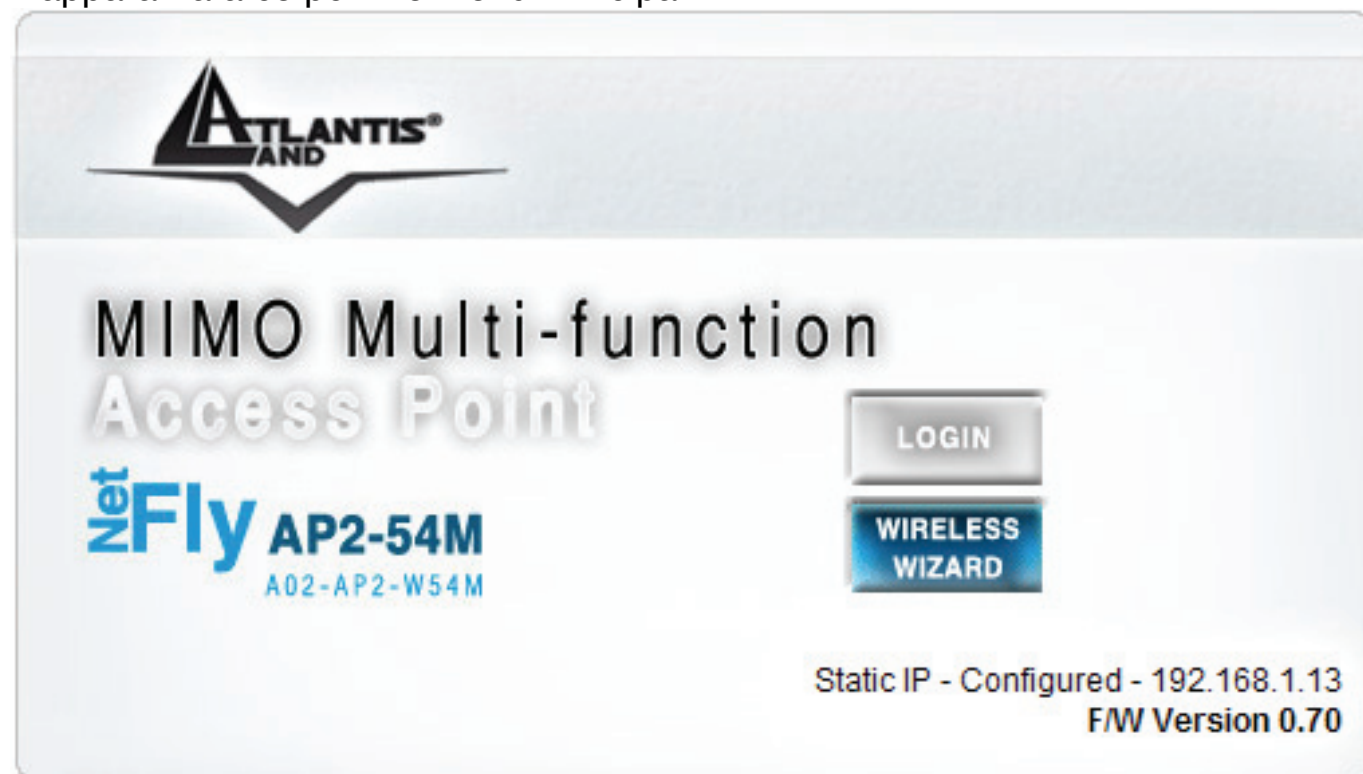 ATLANTIS®
LAND
MIMO Multi-function
Access Point
NetFly AP2-54M
A02-AP2-W54M
LOGIN
WIRELESS
WIZARD
Static IP - Configured - 192.168.1.13
F/W Version 0.70